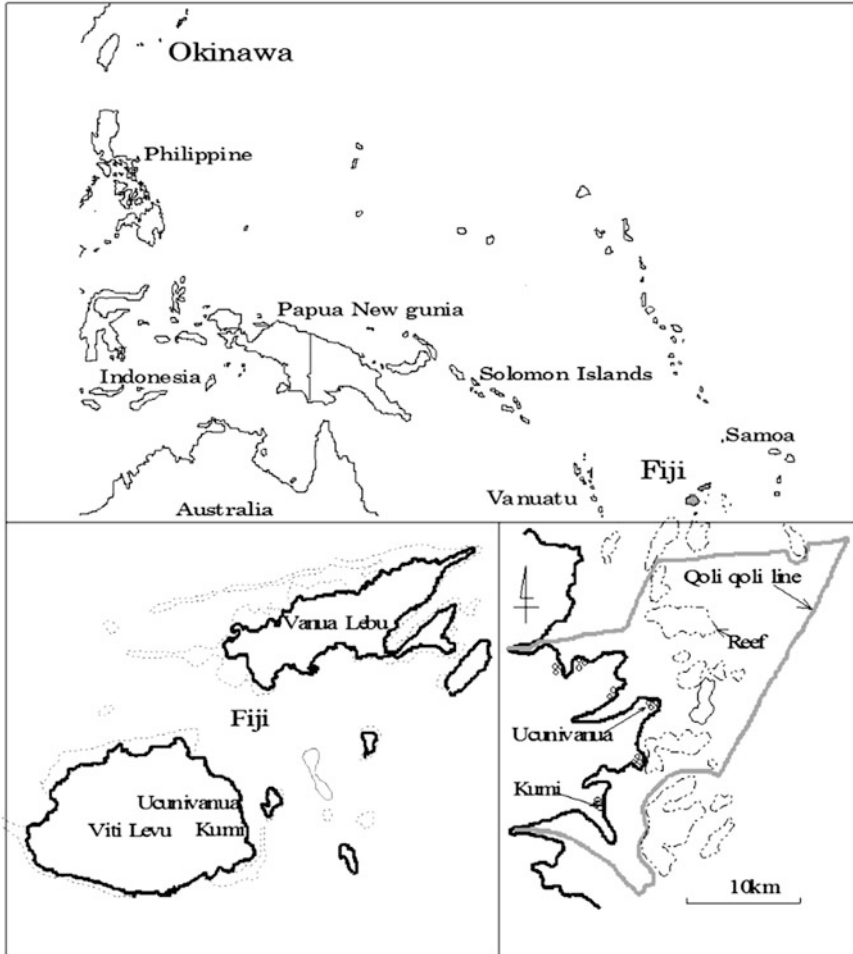 Okinawa
Philippine
Papua New gunia
Indonesia
Solomon Islands
Samoa
Fiji
Australia
Vanuatu
Vanua Lebu
Fiji
Ucunivanua
Viti Levu Kumi
Qoli qoli line
Reef
Ucunivanua
Kumi
10km